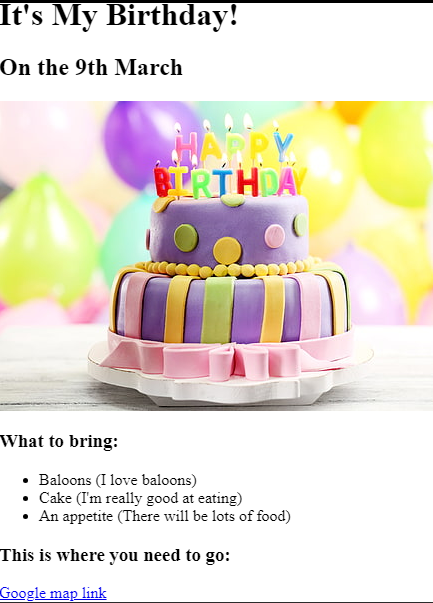 It's My Birthday!
On the 9th March
HAPPY
BIRTHDAY
What to bring:
Baloons (I love baloons)
Cake (I'm really good at eating)
An appetite (There will be lots of food)
This is where you need to go:
Google map link